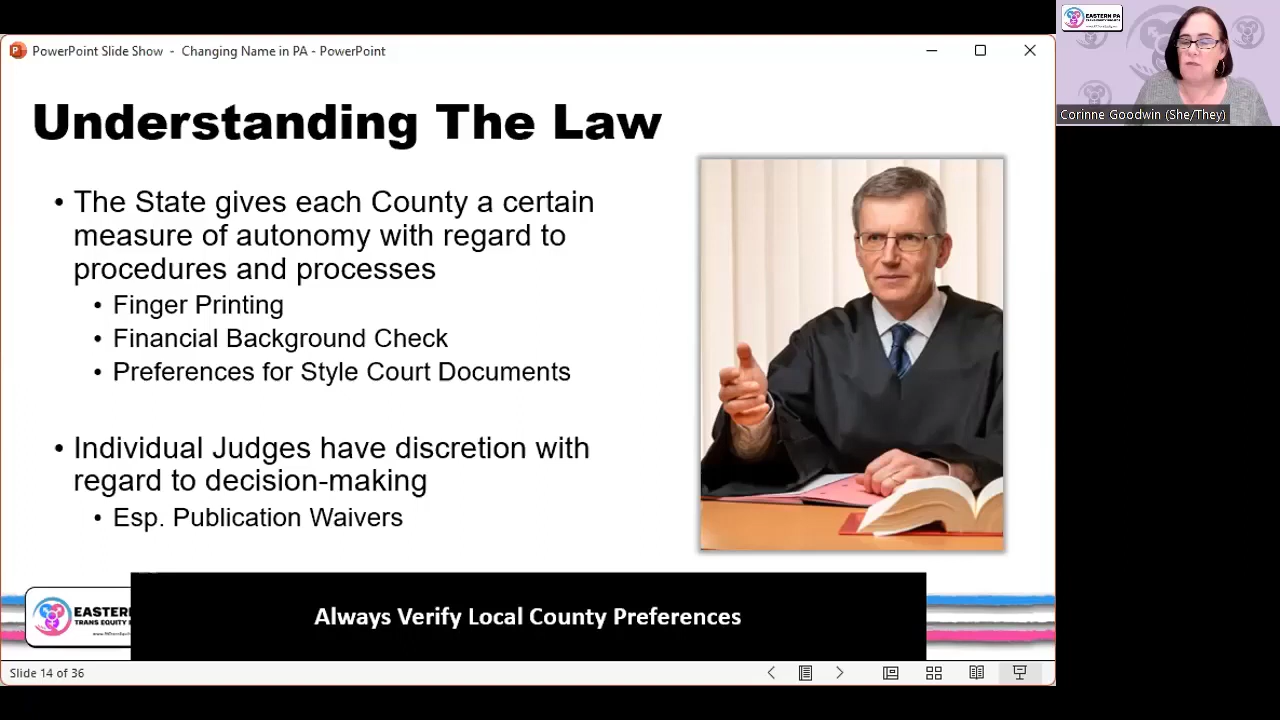 PowerPoint Slide Show - Changing Name in PA - PowerPoint
EASTERN PA
Corinne Goodwin (She/They)
Understanding The Law
• The State gives each County a certain
measure of autonomy with regard to
procedures and processes
• Finger Printing
• Financial Background Check
• Preferences for Style Court Documents
• Individual Judges have discretion with
regard to decision-making
• Esp. Publication Waivers
EASTERN
TRANS EQUITY
Always Verify Local County Preferences
Slide 14 of 36